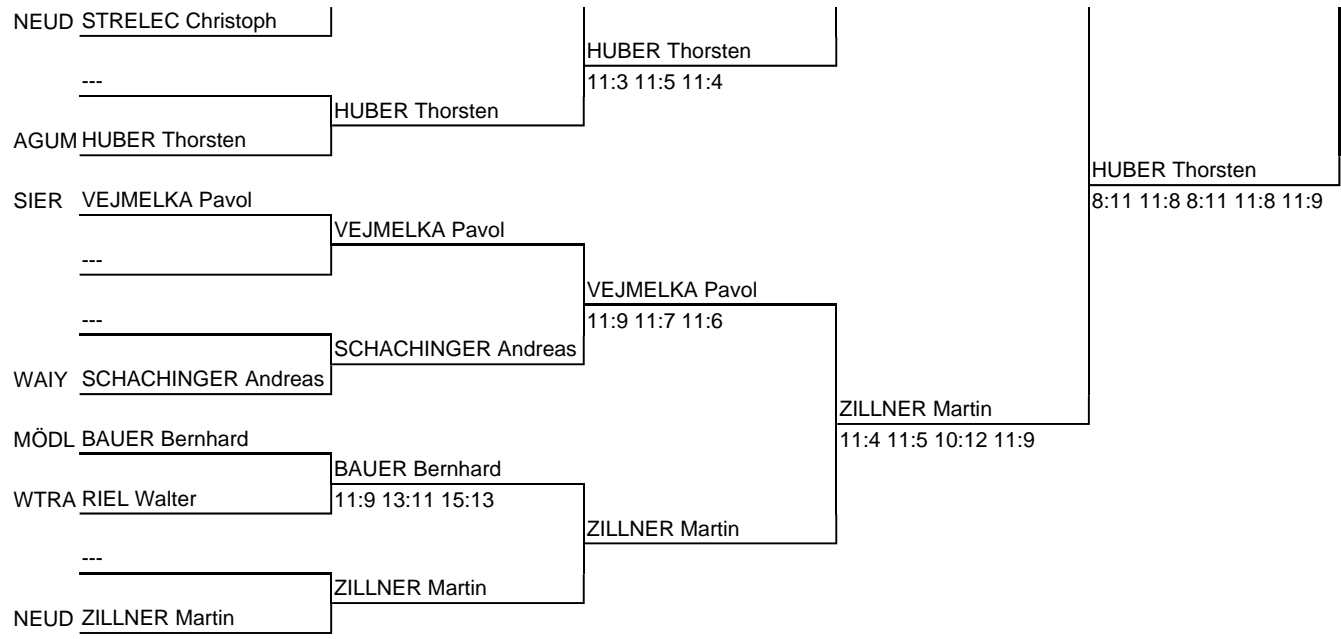 NEUD STRELEC Christoph
HUBER Thorsten
---
11:3 11:5 11:4
HUBER Thorsten
AGUM HUBER Thorsten
HUBER Thorsten
SIER VEJMELKA Pavol
8:11 11:8 8:11 11:8 11:9
VEJMELKA Pavol
---
VEJMELKA Pavol
---
11:9 11:7 11:6
SCHACHINGER Andreas
WAIY SCHACHINGER Andreas
ZILLNER Martin
MÖDL BAUER Bernhard
11:4 11:5 10:12 11:9
BAUER Bernhard
WTRA RIEL Walter
11:9 13:11 15:13
ZILLNER Martin
---
ZILLNER Martin
NEUD ZILLNER Martin